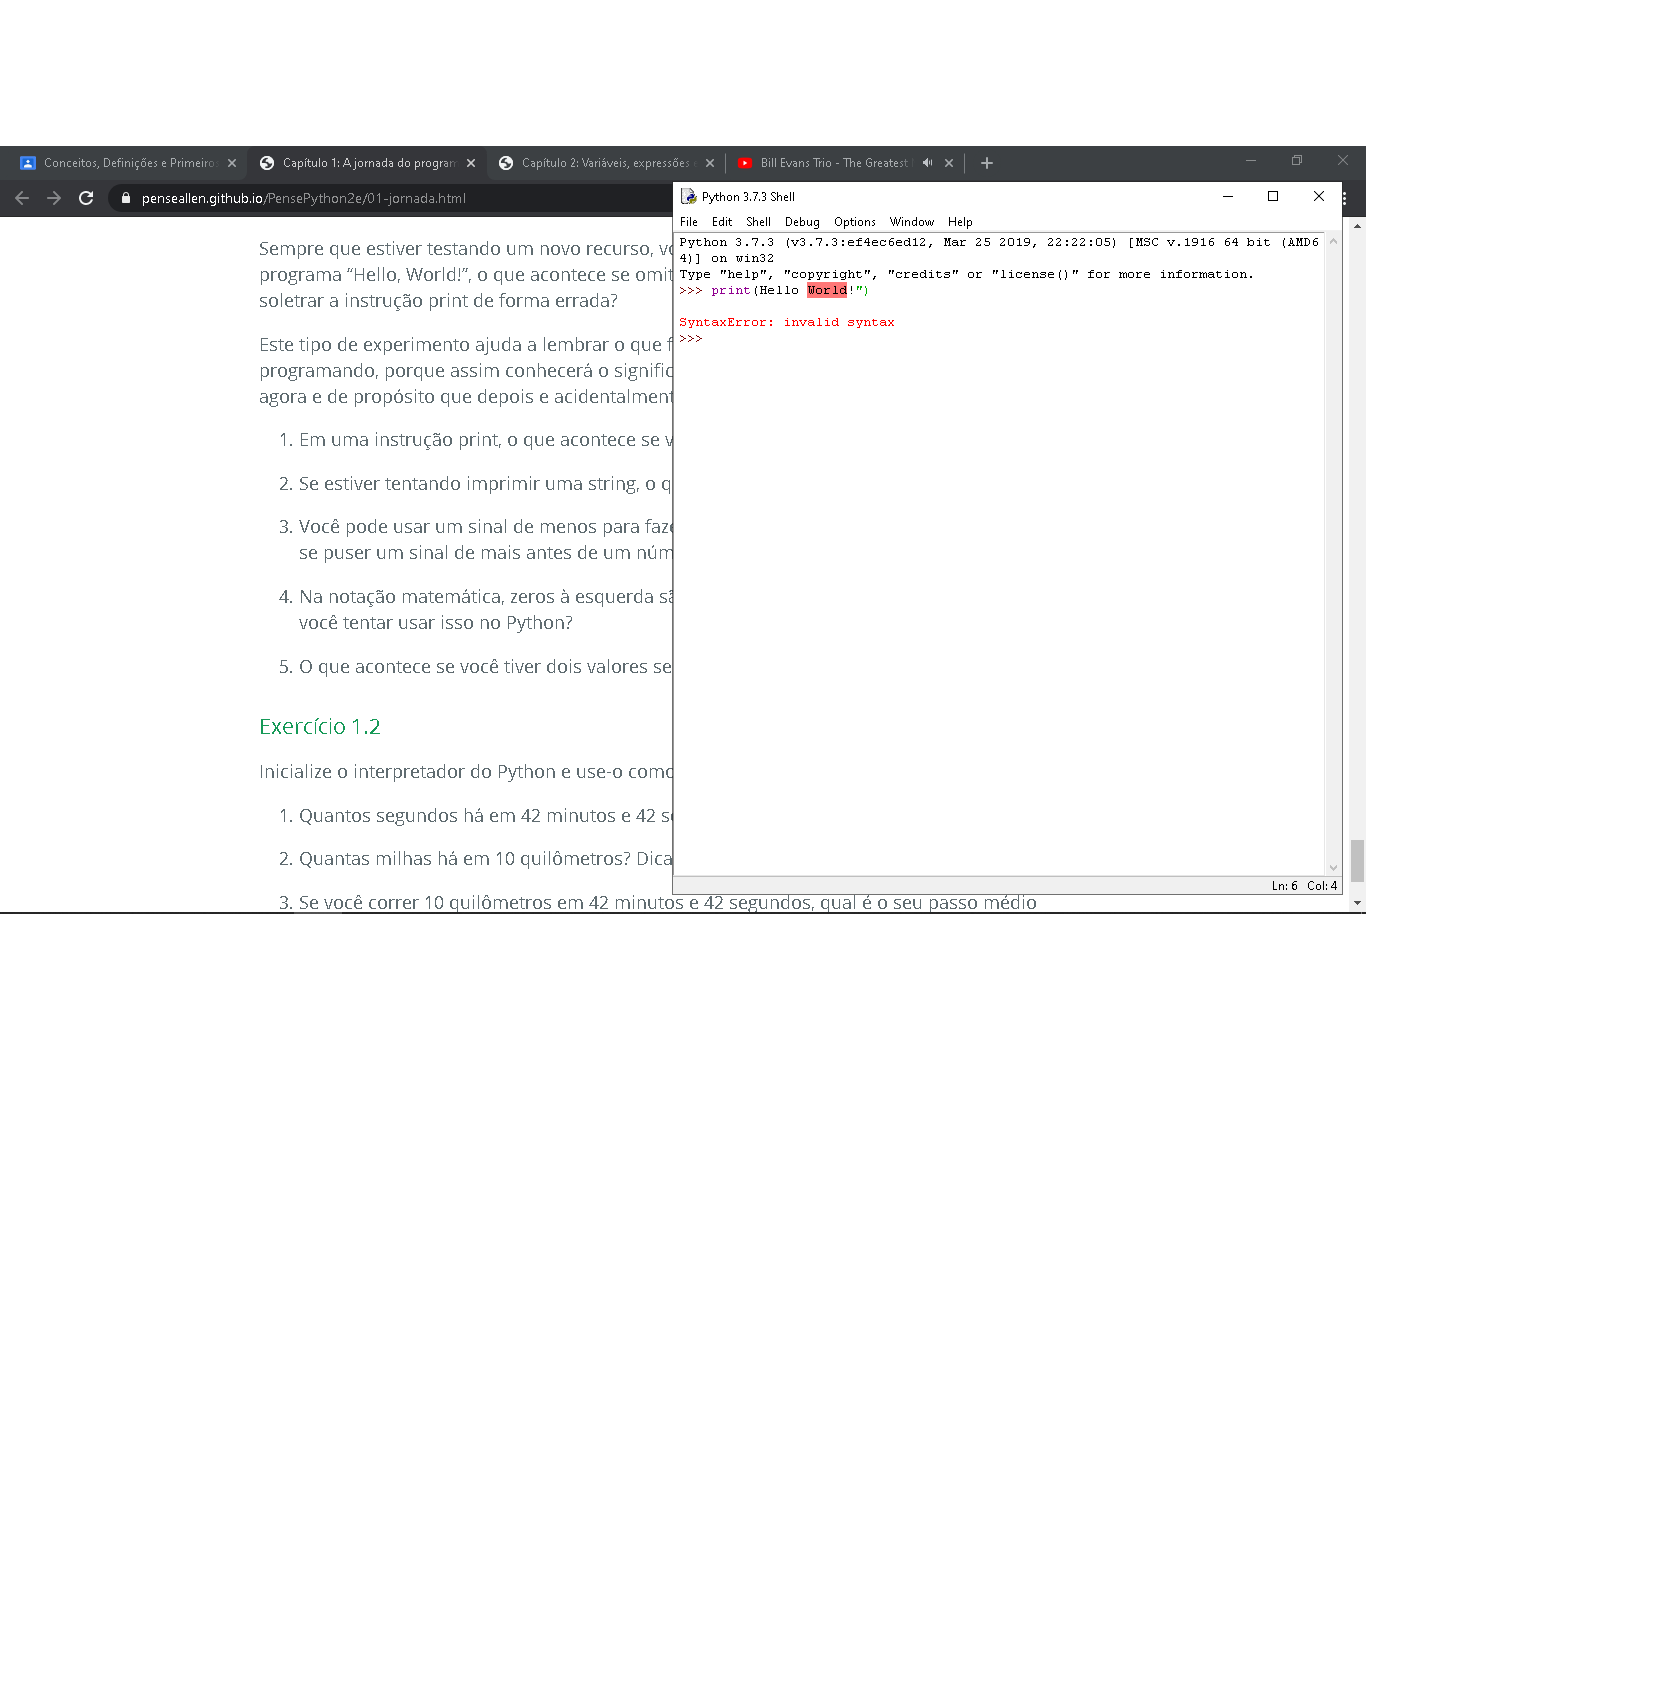 Conceitos, Definições e Primeiros
Capítulo 1: A jornada do program
Capítulo 2: Variáveis, expressões
Bill Evans Trio - The Greatest
penseallen.github.io/PensePython2e/01-jornada.html
Sempre que estiver testando um novo recurso, vo
programa “Hello, World!”, o que acontece se omit
soletrar a instrução print de forma errada?
Este tipo de experimento ajuda a lembrar o que f
programando, porque assim conhecerá o signific
agora e de propósito que depois e acidentalment
1. Em uma instrução print, o que acontece se v
2. Se estiver tentando imprimir uma string, o q
3. Você pode usar um sinal de menos para faze
se puser um sinal de mais antes de um núm
4. Na notação matemática, zeros à esquerda sã
você tentar usar isso no Python?
5. O que acontece se você tiver dois valores se
Exercício 1.2
Inicialize o interpretador do Python e use-o como
1. Quantos segundos há em 42 minutos e 42 se
2. Quantas milhas há em 10 quilômetros? Dica
3. Se você correr 10 quilômetros em 42 minutos e 42 segundos, qual é o seu passo médio
Python 3.7.3 Shell
File Edit Shell Debug Options Window Help
Python 3.7.3 (v3.7.3:ef4ec6ed12, Mar 25 2019, 22:22:05) [MSC v.1916 64 bit (AMD6
4)] on win32
Type "help", "copyright", "credits" or "license()" for more information.
>>> print(Hello World!")
SyntaxError: invalid syntax
>>>
Ln: 6 Col: 4